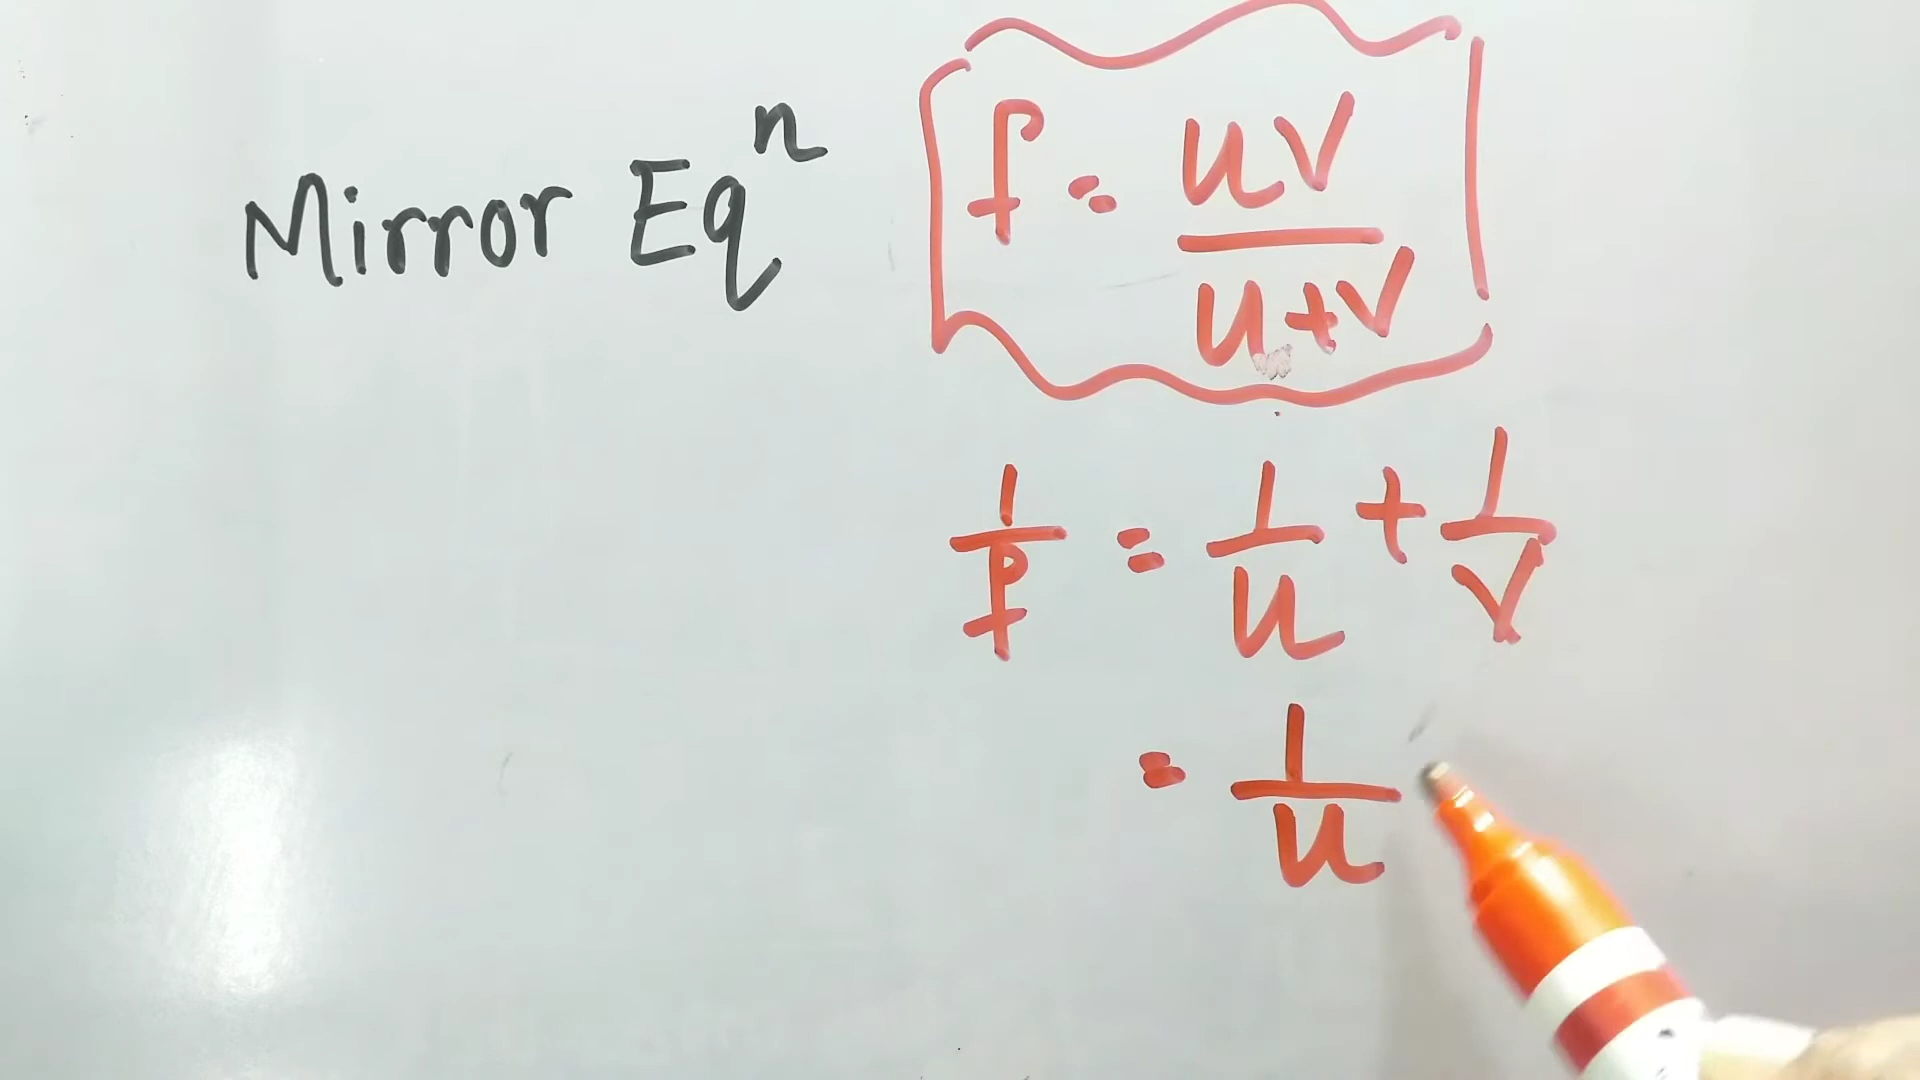 Mirror Eqⁿ
f = uv/u+v
1/f = 1/u + 1/v
= 1/u